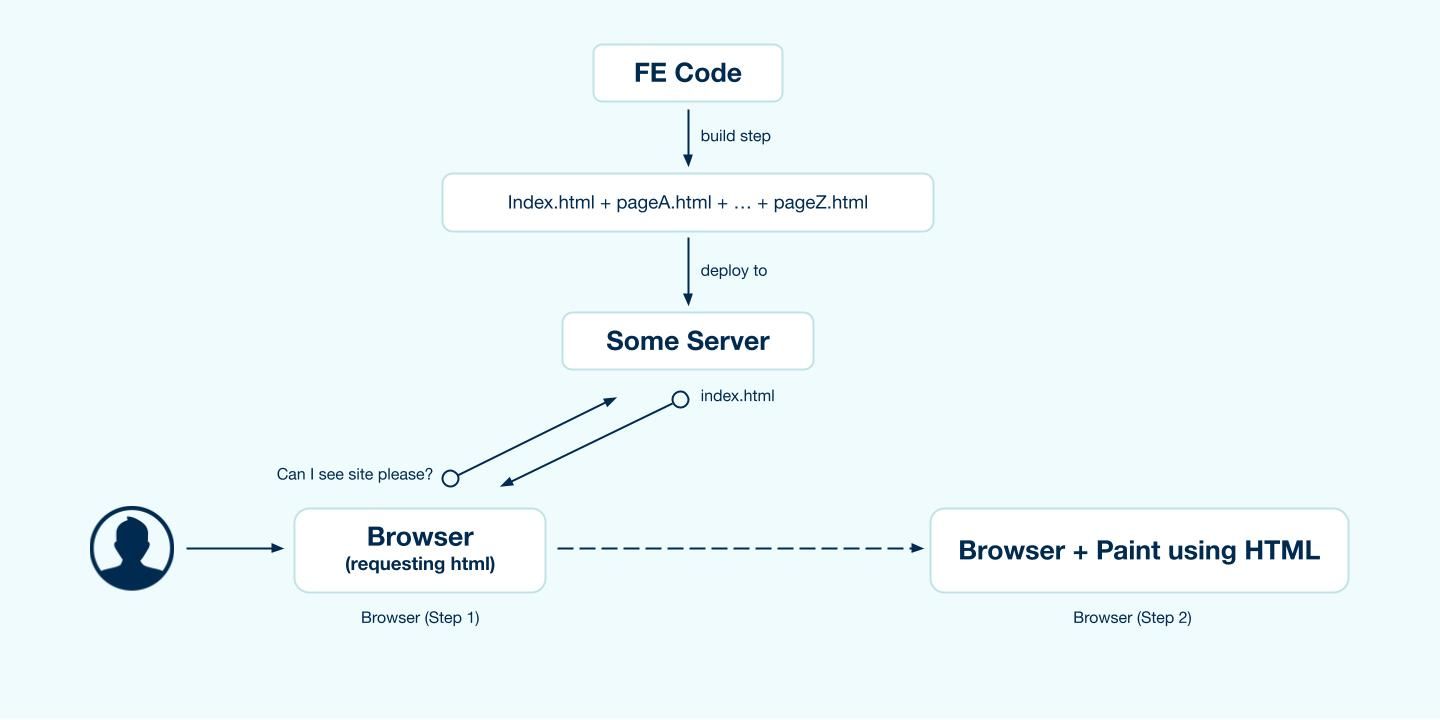 FE Code
build step
Index.html + pageA.html + … + pageZ.html
deploy to
Some Server
index.html
Can I see site please?
Browser
(requesting html)
Browser + Paint using HTML
Browser (Step 1)
Browser (Step 2)